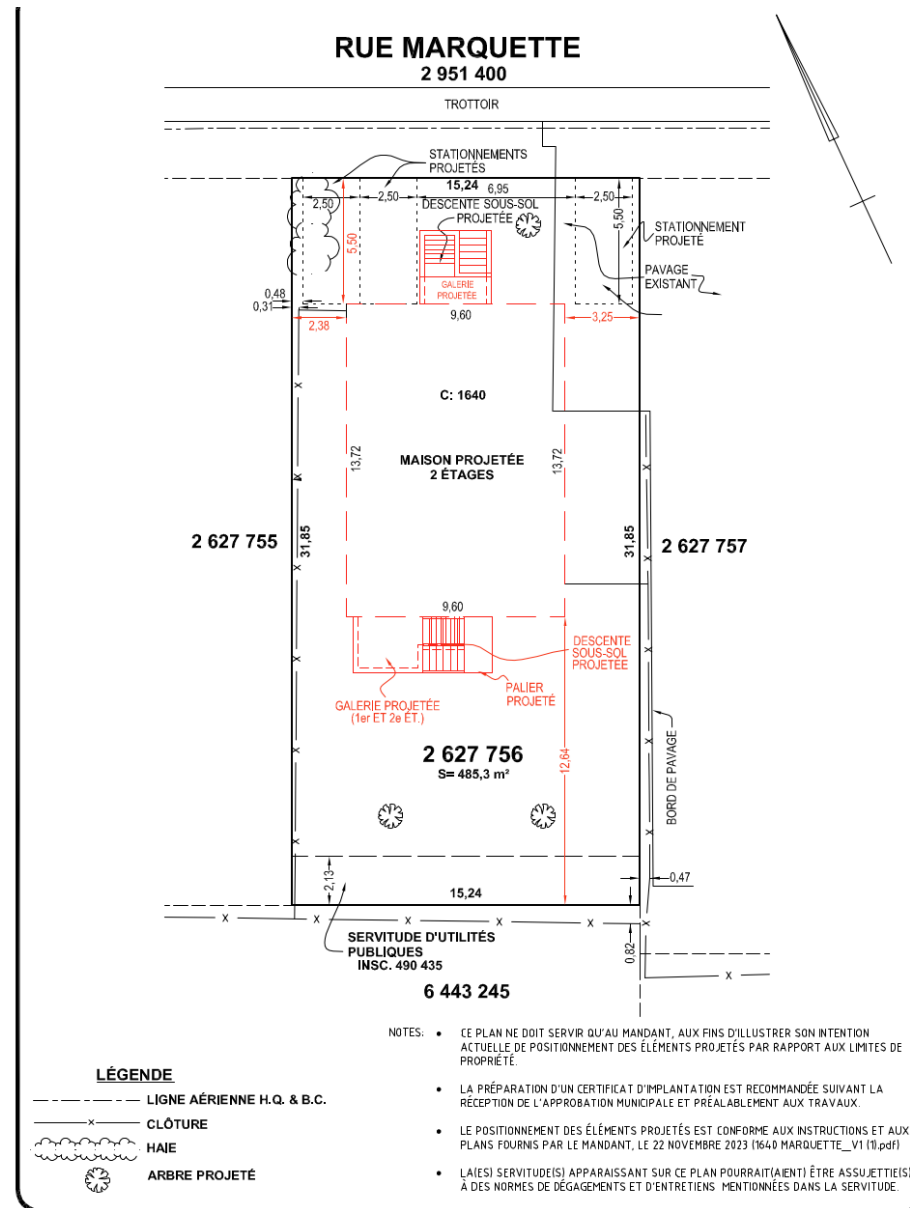 RUE MARQUETTE
2 951 400
TROTTOIR
STATIONNEMENTS
PROJETÉS
15,24
6,95
2,50
2,50
2,50
DESCENTE SOUS-SOL
PROJETÉE
5,50
5,50
STATIONNEMENT
PROJETÉ
PAVAGE
EXISTANT
GALERIE
PROJETÉE
0,48
0,31
2,38
9,60
3,25
C: 1640
13,72
MAISON PROJETÉE
2 ÉTAGES
13,72
2 627 755
31,85
31,85
2 627 757
9,60
DESCENTE
SOUS-SOL
PROJETÉE
PALIER
PROJETÉ
GALERIE PROJETÉE
(1er ET 2e ÉT.)
2 627 756
S= 485,3 m²
12,64
BORD DE PAVAGE
2,13
15,24
0,47
SERVITUDE D'UTILITÉS
PUBLIQUES
INSC. 490 435
0,82
6 443 245
NOTES: • CE PLAN NE DOIT SERVIR QU'AU MANDANT, AUX FINS D'ILLUSTRER SON INTENTION
ACTUELLE DE POSITIONNEMENT DES ÉLÉMENTS PROJETÉS PAR RAPPORT AUX LIMITES DE
PROPRIÉTÉ.
• LA PRÉPARATION D'UN CERTIFICAT D'IMPLANTATION EST RECOMMANDÉE SUIVANT LA
RÉCEPTION DE L'APPROBATION MUNICIPALE ET PRÉALABLEMENT AUX TRAVAUX.
• LE POSITIONNEMENT DES ÉLÉMENTS PROJETÉS EST CONFORME AUX INSTRUCTIONS ET AUX
PLANS FOURNIS PAR LE MANDANT, LE 22 NOVEMBRE 2023 (1640 MARQUETTE_V1 (1).pdf)
• LA(ES) SERVITUDE(S) APPARAISSANT SUR CE PLAN POURRAIT(AIENT) ÊTRE ASSUJETTIE(S)
À DES NORMES DE DÉGAGEMENTS ET D'ENTRETIENS MENTIONNÉES DANS LA SERVITUDE.
LÉGENDE
LIGNE AÉRIENNE H.Q. & B.C.
CLÔTURE
HAIE
ARBRE PROJETÉ